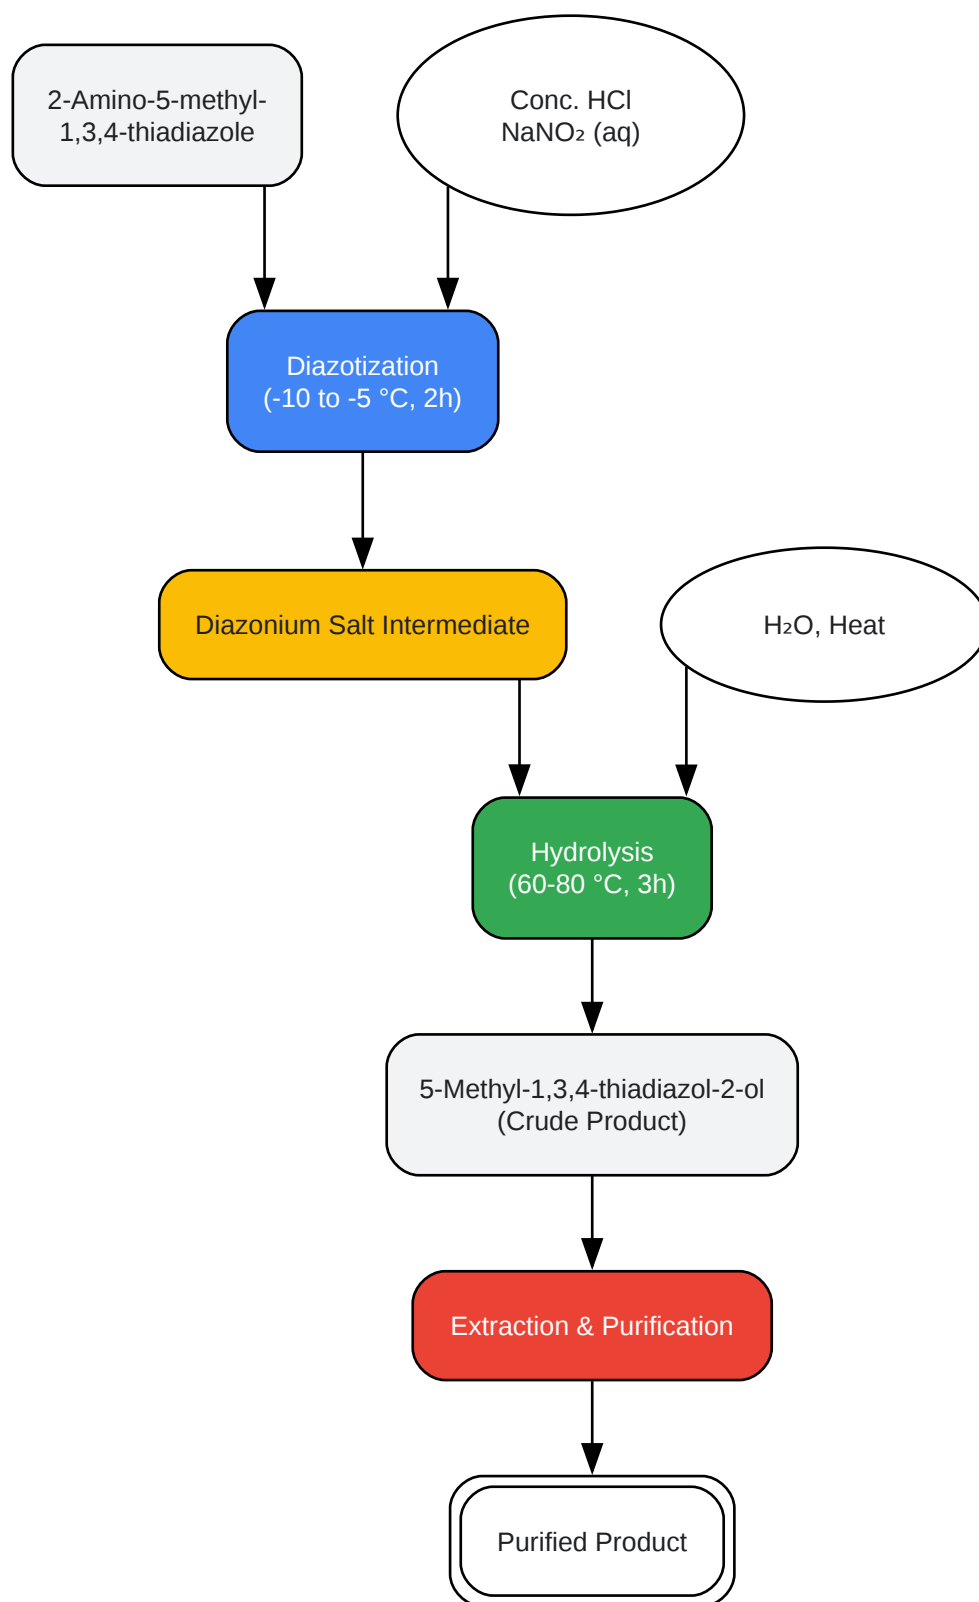 2-Amino-5-methyl-
1,3,4-thiadiazole
Conc. HCl
NaNO₂ (aq)
Diazotization
(-10 to -5 °C, 2h)
Diazonium Salt Intermediate
H₂O, Heat
Hydrolysis
(60-80 °C, 3h)
5-Methyl-1,3,4-thiadiazol-2-ol
(Crude Product)
Extraction & Purification
Purified Product